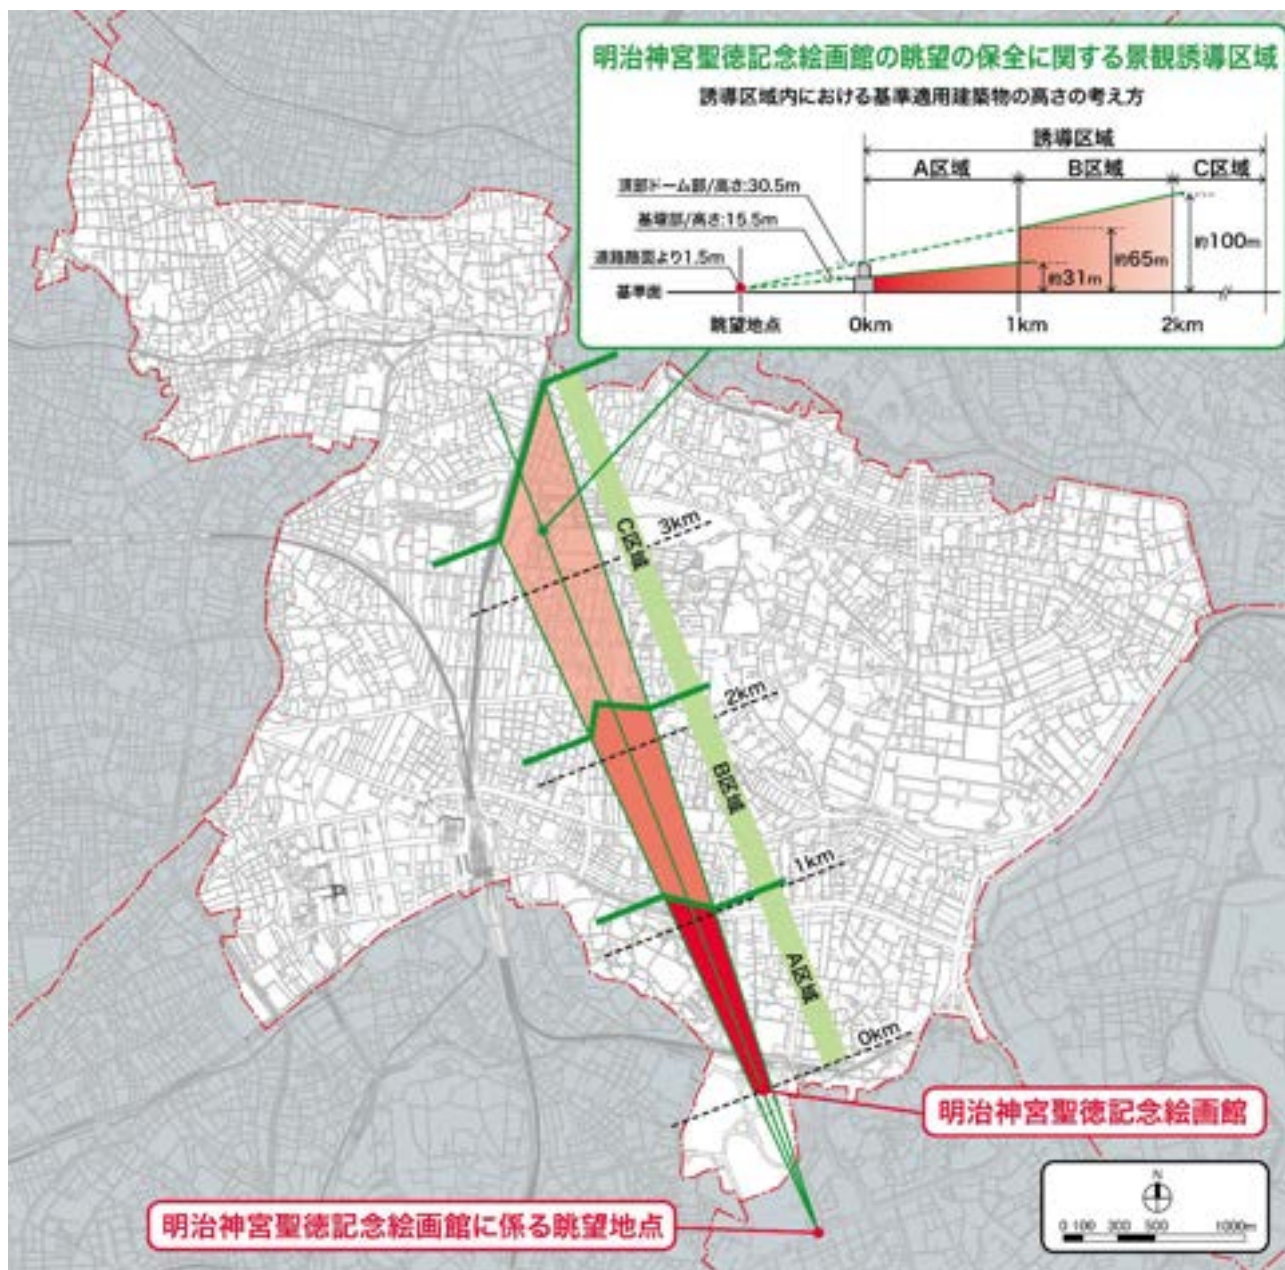 明治神宮聖徳記念絵画館の眺望の保全に関する景観誘導区域
誘導区域内における基準適用建築物の高さの考え方
誘導区域
A区域
B区域
C区域
頂部ドーム部/高さ:30.5m
基壇部/高さ:15.5m
道路路面より1.5m
基準面
約31m
約65m
約100m
眺望地点
0km
1km
2km
C区域
3km
2km
B区域
1km
A区域
0km
明治神宮聖徳記念絵画館
明治神宮聖徳記念絵画館に係る眺望地点
N
0 100 300 500 1000m